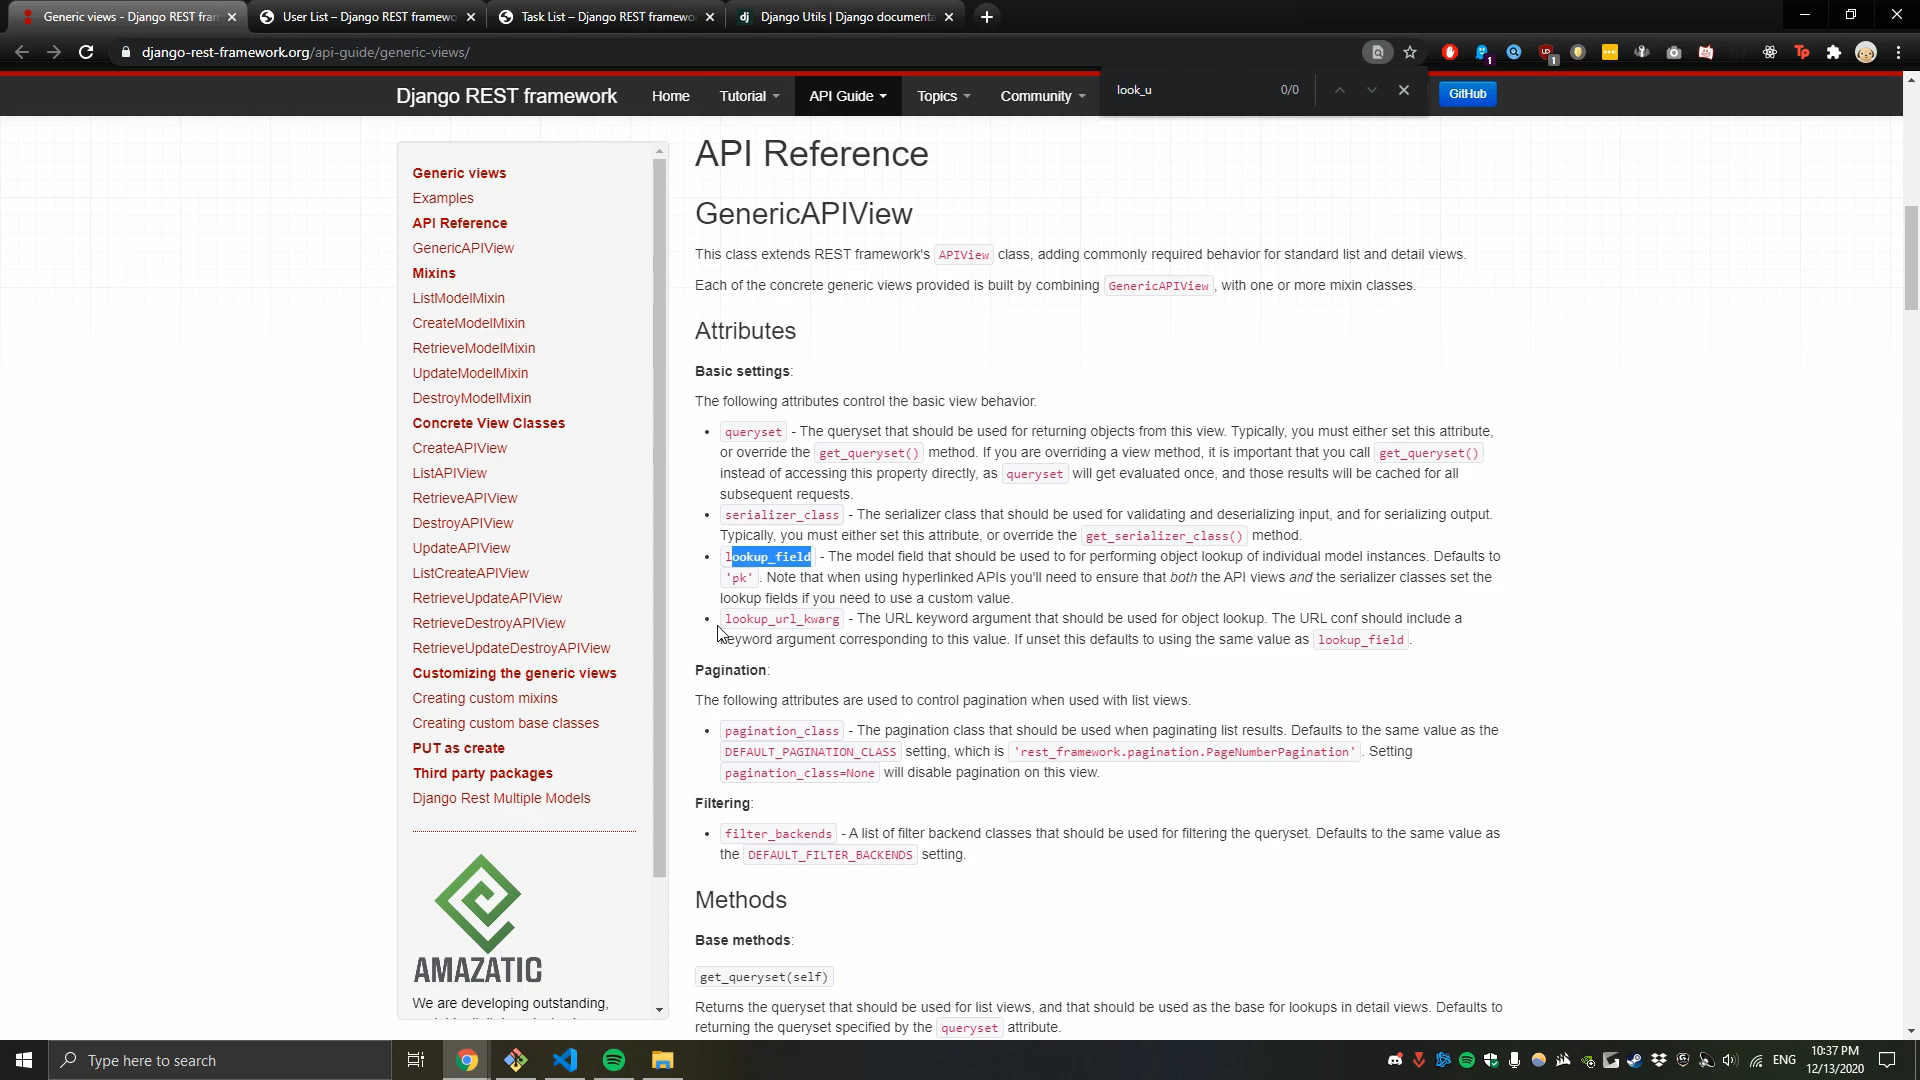 Generic views - Django REST fram
User List – Django REST framewo
Task List – Django REST framewo
dj Django Utils | Django documenta
django-rest-framework.org/api-guide/generic-views/
look_u 0/0
Django REST framework
Home
Tutorial
API Guide
Topics
Community
GitHub
Generic views
Examples
API Reference
GenericAPIView
Mixins
ListModelMixin
CreateModelMixin
RetrieveModelMixin
UpdateModelMixin
DestroyModelMixin
Concrete View Classes
CreateAPIView
ListAPIView
RetrieveAPIView
DestroyAPIView
UpdateAPIView
ListCreateAPIView
RetrieveUpdateAPIView
RetrieveDestroyAPIView
RetrieveUpdateDestroyAPIView
Customizing the generic views
Creating custom mixins
Creating custom base classes
PUT as create
Third party packages
Django Rest Multiple Models
AMAZATIC
We are developing outstanding,
API Reference
GenericAPIView
This class extends REST framework's APIView class, adding commonly required behavior for standard list and detail views.
Each of the concrete generic views provided is built by combining GenericAPIView, with one or more mixin classes.
Attributes
Basic settings:
The following attributes control the basic view behavior.
• queryset - The queryset that should be used for returning objects from this view. Typically, you must either set this attribute,
or override the get_queryset() method. If you are overriding a view method, it is important that you call get_queryset()
instead of accessing this property directly, as queryset will get evaluated once, and those results will be cached for all
subsequent requests.
• serializer_class - The serializer class that should be used for validating and deserializing input, and for serializing output.
Typically, you must either set this attribute, or override the get_serializer_class() method.
• lookup_field - The model field that should be used to for performing object lookup of individual model instances. Defaults to
'pk'. Note that when using hyperlinked APIs you'll need to ensure that both the API views and the serializer classes set the
lookup fields if you need to use a custom value.
• lookup_url_kwarg - The URL keyword argument that should be used for object lookup. The URL conf should include a
keyword argument corresponding to this value. If unset this defaults to using the same value as lookup_field.
Pagination:
The following attributes are used to control pagination when used with list views.
• pagination_class - The pagination class that should be used when paginating list results. Defaults to the same value as the
DEFAULT_PAGINATION_CLASS setting, which is 'rest_framework.pagination.PageNumberPagination'. Setting
pagination_class=None will disable pagination on this view.
Filtering:
• filter_backends - A list of filter backend classes that should be used for filtering the queryset. Defaults to the same value as
the DEFAULT_FILTER_BACKENDS setting.
Methods
Base methods:
get_queryset(self)
Returns the queryset that should be used for list views, and that should be used as the base for lookups in detail views. Defaults to
returning the queryset specified by the queryset attribute.
Type here to search
ENG
10:37 PM
12/13/2020